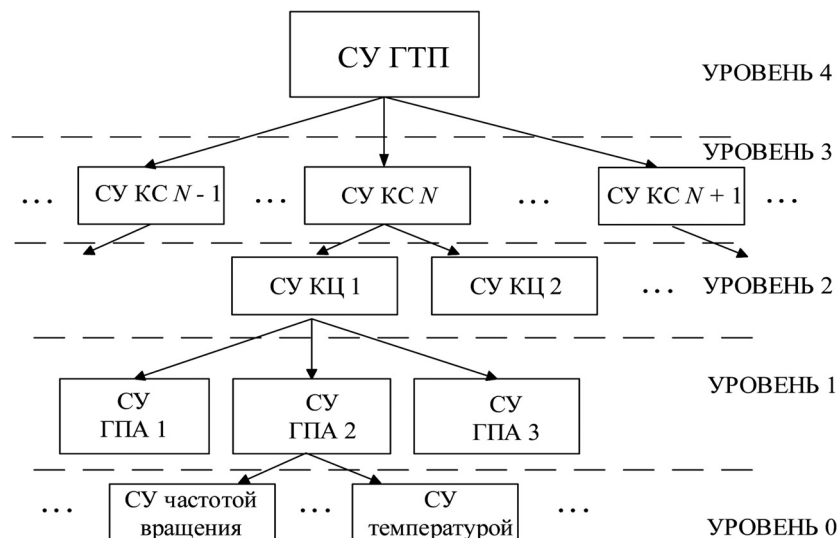 СУ ГТП
УРОВЕНЬ 4
УРОВЕНЬ 3
... СУ КС N - 1 ... СУ КС N ... СУ КС N + 1 ...
СУ КЦ 1 СУ КЦ 2 ... УРОВЕНЬ 2
СУ
ГПА 1
СУ
ГПА 2
СУ
ГПА 3
УРОВЕНЬ 1
... СУ частотой
вращения
... СУ
температурой
...
УРОВЕНЬ 0